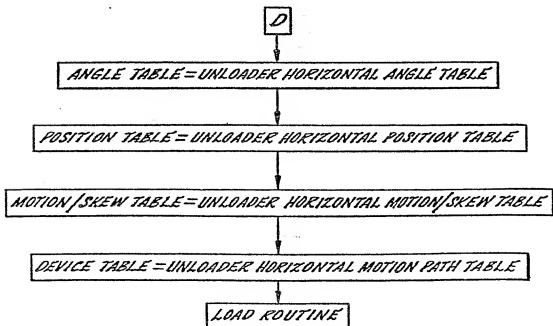 D
ANGLE TABLE=UNLOADER HORIZONTAL ANGLE TABLE
POSITION TABLE=UNLOADER HORIZONTAL POSITION TABLE
MOTION/SKEW TABLE=UNLOADER HORIZONTAL MOTION/SKEW TABLE
DEVICE TABLE=UNLOADER HORIZONTAL MOTION PATH TABLE
LOAD ROUTINE